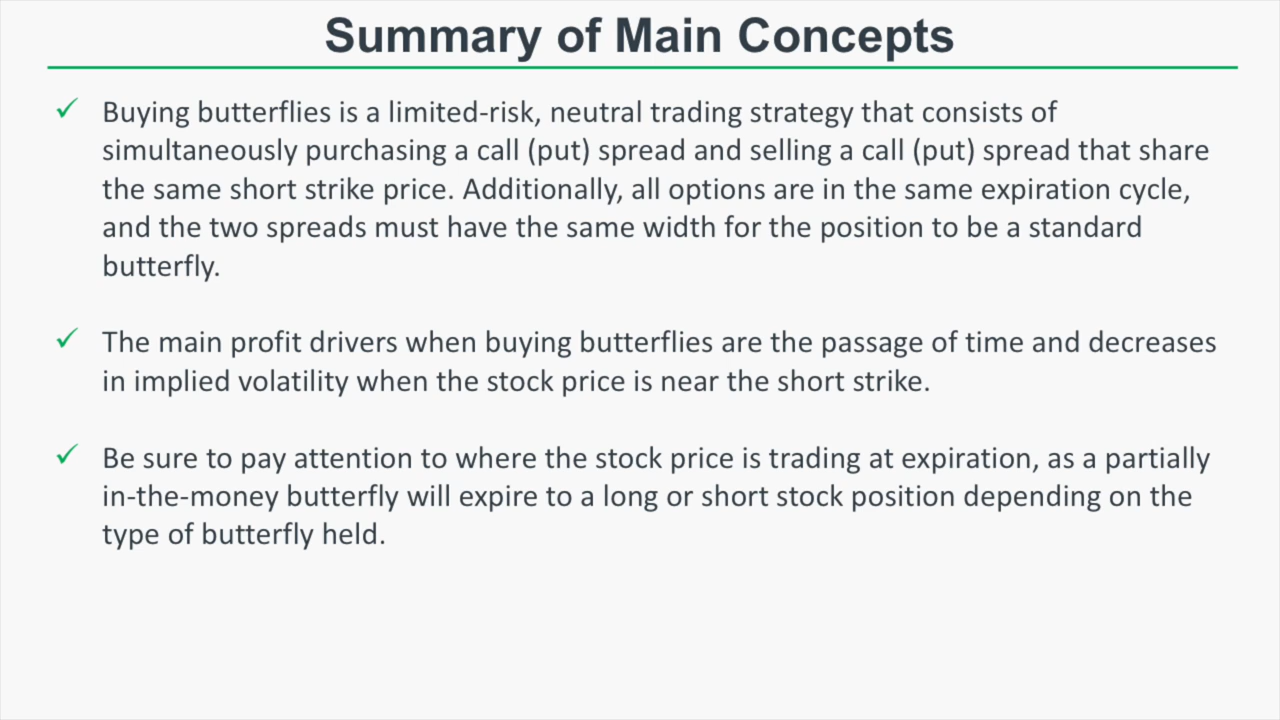 Summary of Main Concepts
✓ Buying butterflies is a limited-risk, neutral trading strategy that consists of
simultaneously purchasing a call (put) spread and selling a call (put) spread that share
the same short strike price. Additionally, all options are in the same expiration cycle,
and the two spreads must have the same width for the position to be a standard
butterfly.
✓ The main profit drivers when buying butterflies are the passage of time and decreases
in implied volatility when the stock price is near the short strike.
✓ Be sure to pay attention to where the stock price is trading at expiration, as a partially
in-the-money butterfly will expire to a long or short stock position depending on the
type of butterfly held.